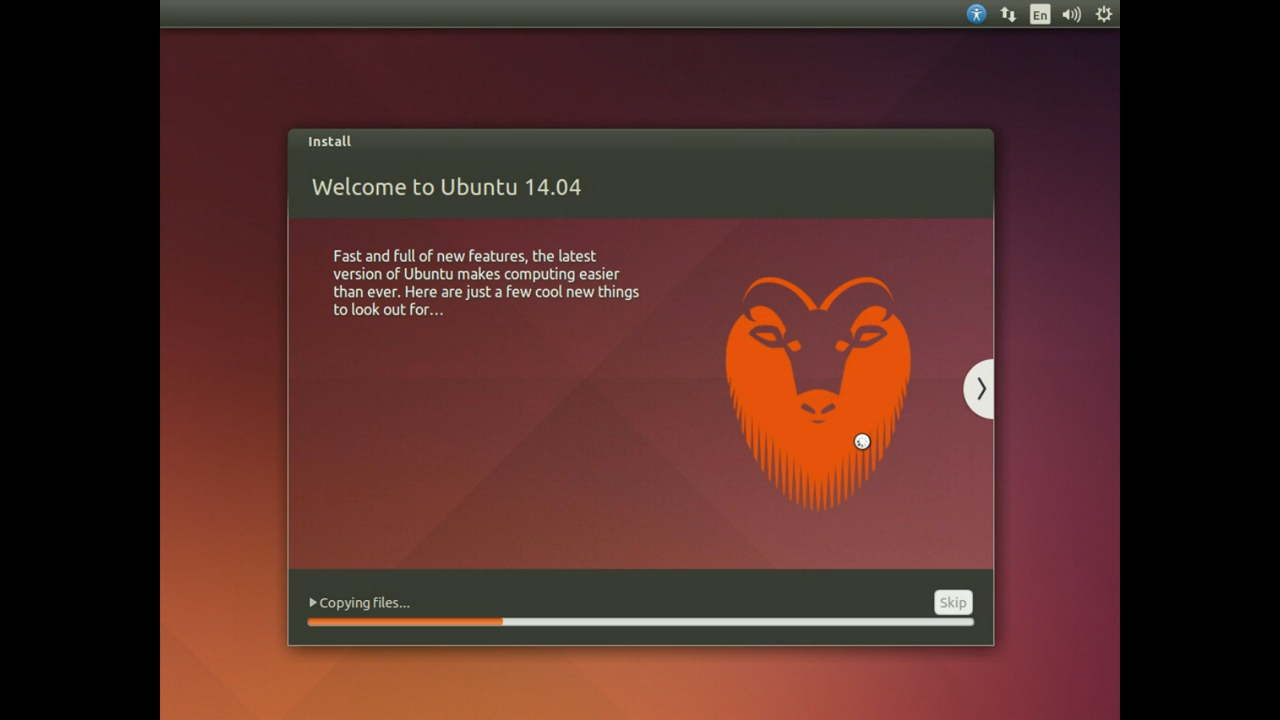 En
Install
Welcome to Ubuntu 14.04
Fast and full of new features, the latest
version of Ubuntu makes computing easier
than ever. Here are just a few cool new things
to look out for...
Copying files...
Skip